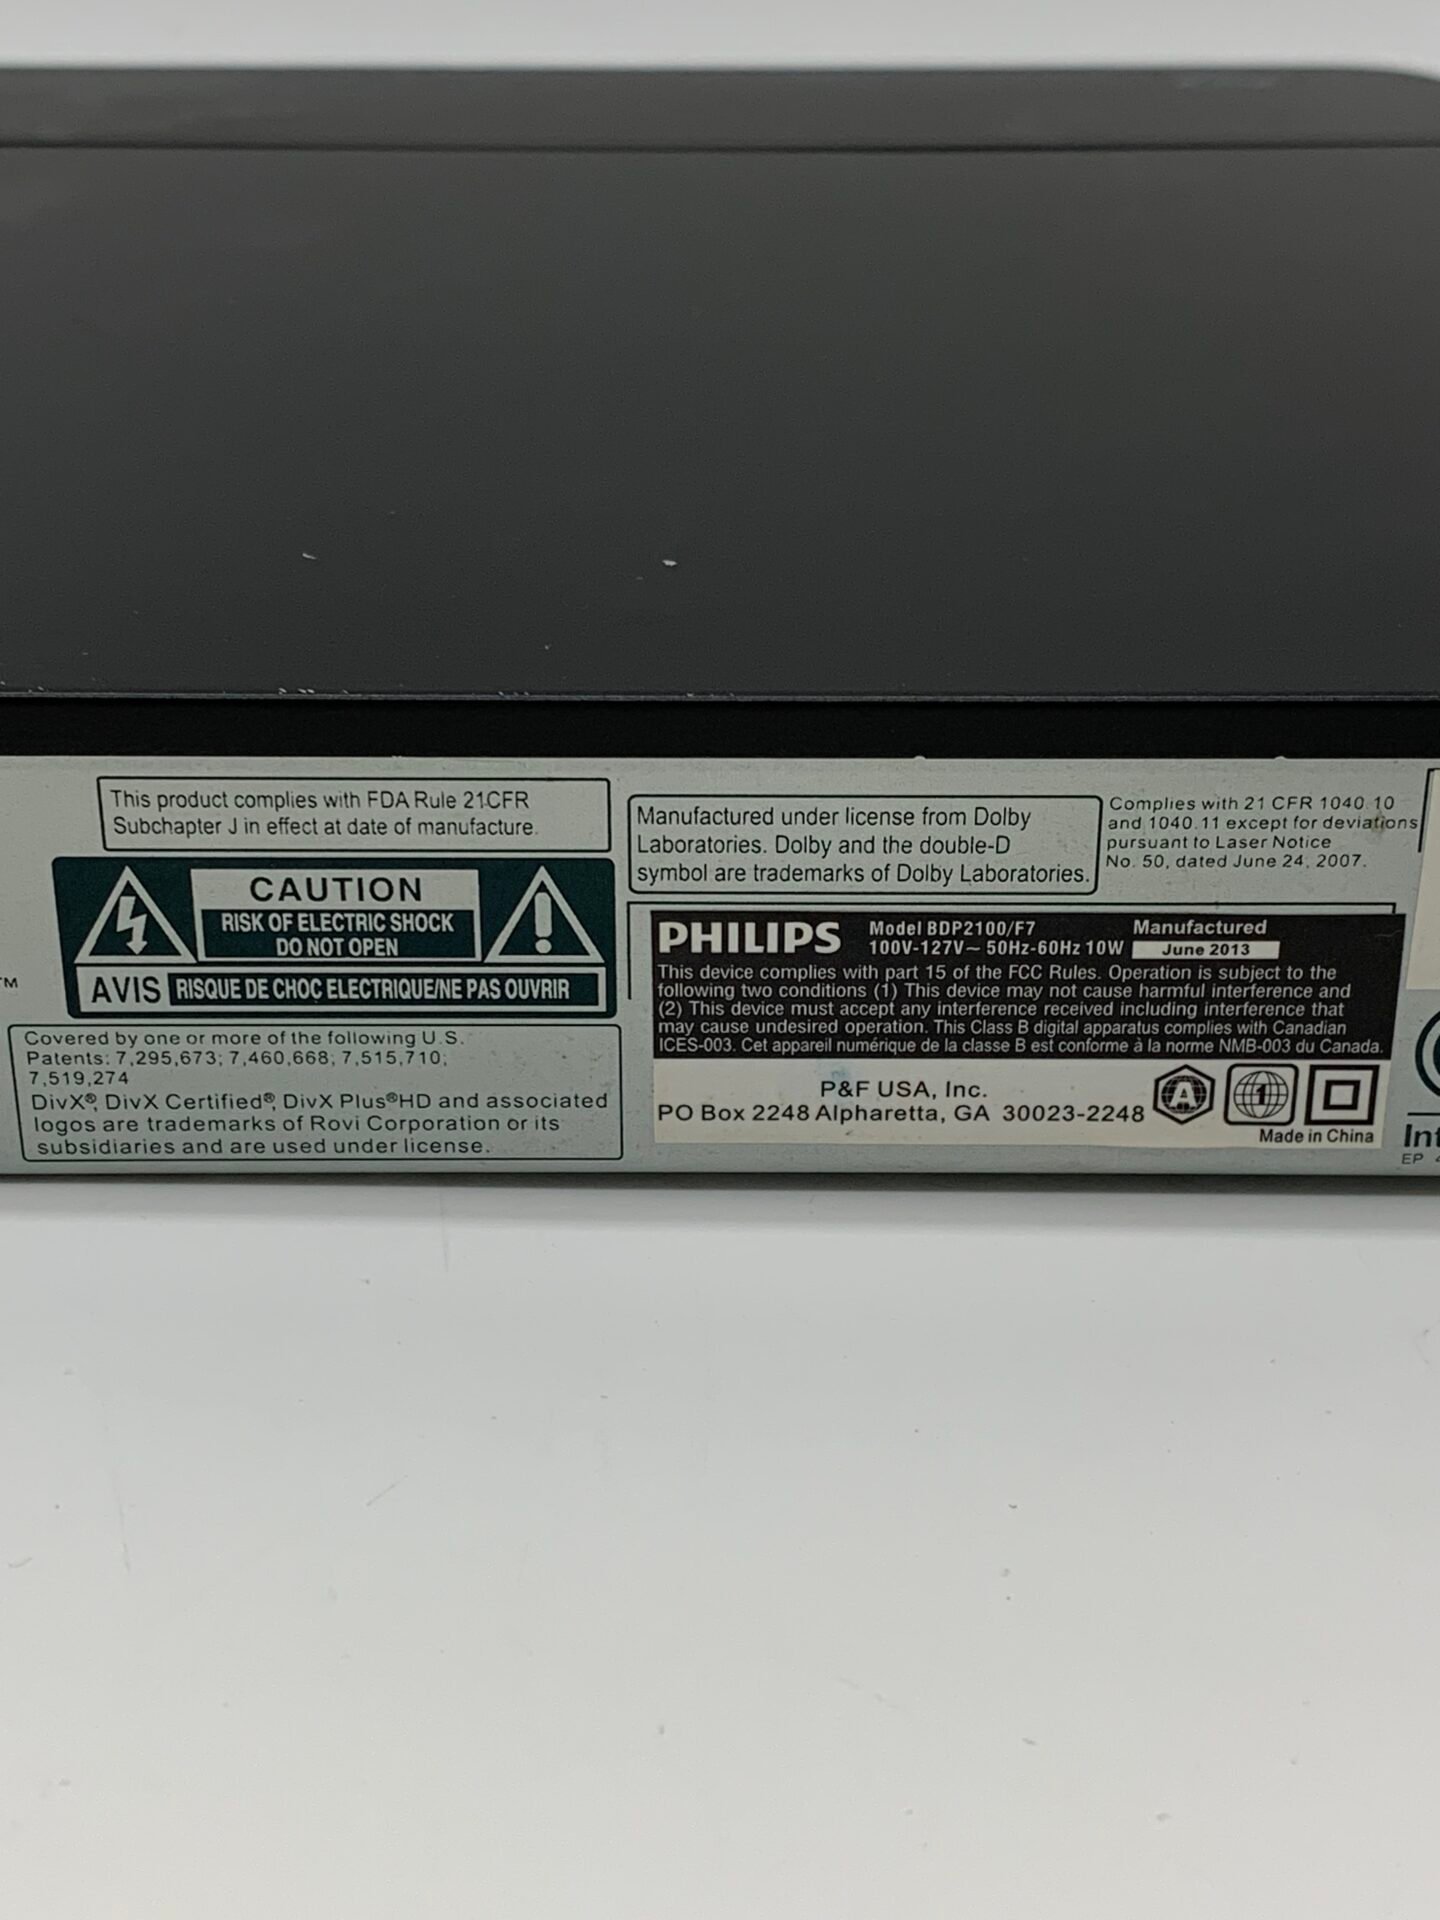 This product complies with FDA Rule 21CFR
Subchapter J in effect at date of manufacture.
CAUTION
RISK OF ELECTRIC SHOCK
DO NOT OPEN
AVIS RISQUE DE CHOC ELECTRIQUE/NE PAS OUVRIR
TM
Covered by one or more of the following U.S.
Patents: 7,295,673; 7,460,668; 7,515,710;
7,519,274
DivX®, DivX Certified®, DivX Plus®HD and associated
logos are trademarks of Rovi Corporation or its
subsidiaries and are used under license.
Manufactured under license from Dolby
Laboratories. Dolby and the double-D
symbol are trademarks of Dolby Laboratories.
Complies with 21 CFR 1040.10
and 1040.11 except for deviations
pursuant to Laser Notice
No. 50, dated June 24, 2007.
PHILIPS
Model BDP2100/F7
100V-127V~ 50Hz-60Hz 10W
Manufactured
June 2013
This device complies with part 15 of the FCC Rules. Operation is subject to the
following two conditions (1) This device may not cause harmful interference and
(2) This device must accept any interference received including interference that
may cause undesired operation. This Class B digital apparatus complies with Canadian
ICES-003. Cet appareil numérique de la classe B est conforme à la norme NMB-003 du Canada.
P&F USA, Inc.
PO Box 2248 Alpharetta, GA 30023-2248
A
1
Made in China
Int
EP